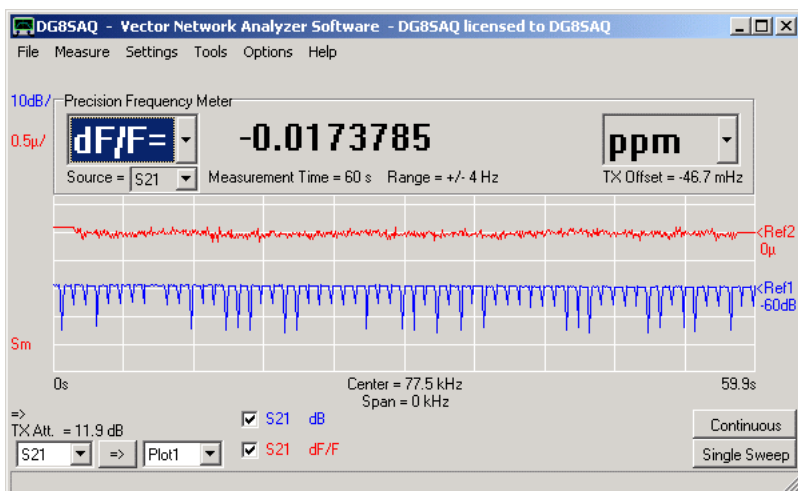 DG8SAQ - Vector Network Analyzer Software - DG8SAQ licensed to DG8SAQ
File Measure Settings Tools Options Help
10dB/
Precision Frequency Meter
0.5µ/
dF/F= -0.0173785 ppm
Source = S21 Measurement Time = 60 s Range = +/- 4 Hz TX Offset = -46.7 mHz
<Ref2
0µ
<Ref1
-60dB
Sm
0s Center = 77.5 kHz 59.9s
Span = 0 kHz
=>
TX Att. = 11.9 dB
S21 dB
Continuous
S21 => Plot1
S21 dF/F
Single Sweep